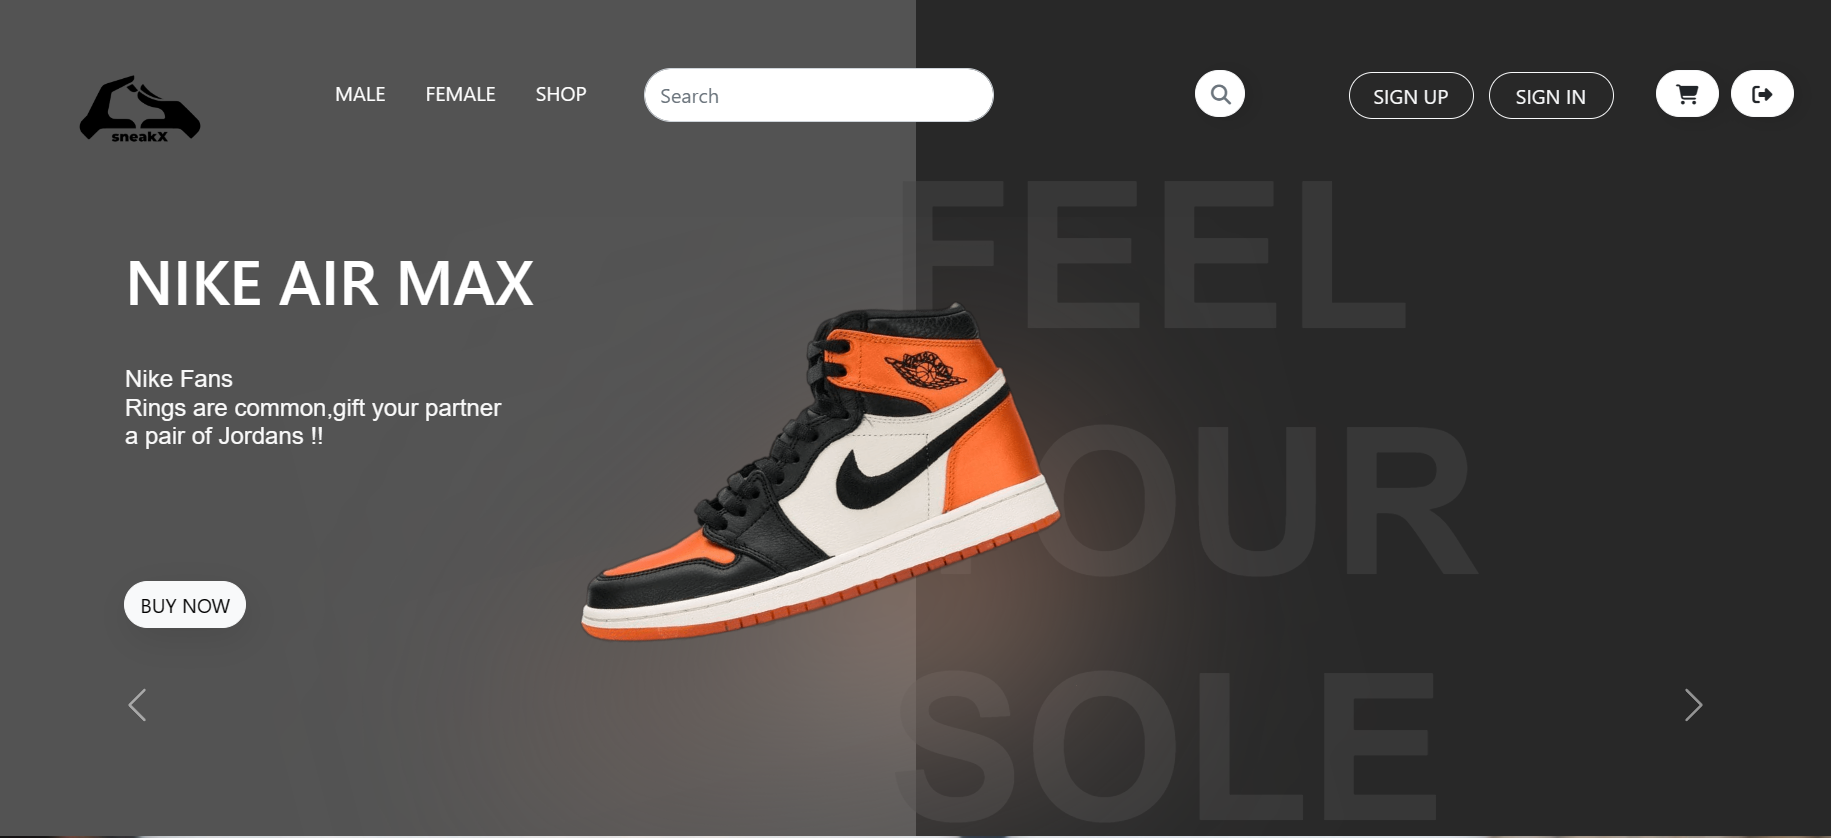 sneakX
MALE
FEMALE
SHOP
Search
SIGN UP
SIGN IN
NIKE AIR MAX
Nike Fans
Rings are common,gift your partner
a pair of Jordans !!
BUY NOW
FEEL
YOUR
SOLE